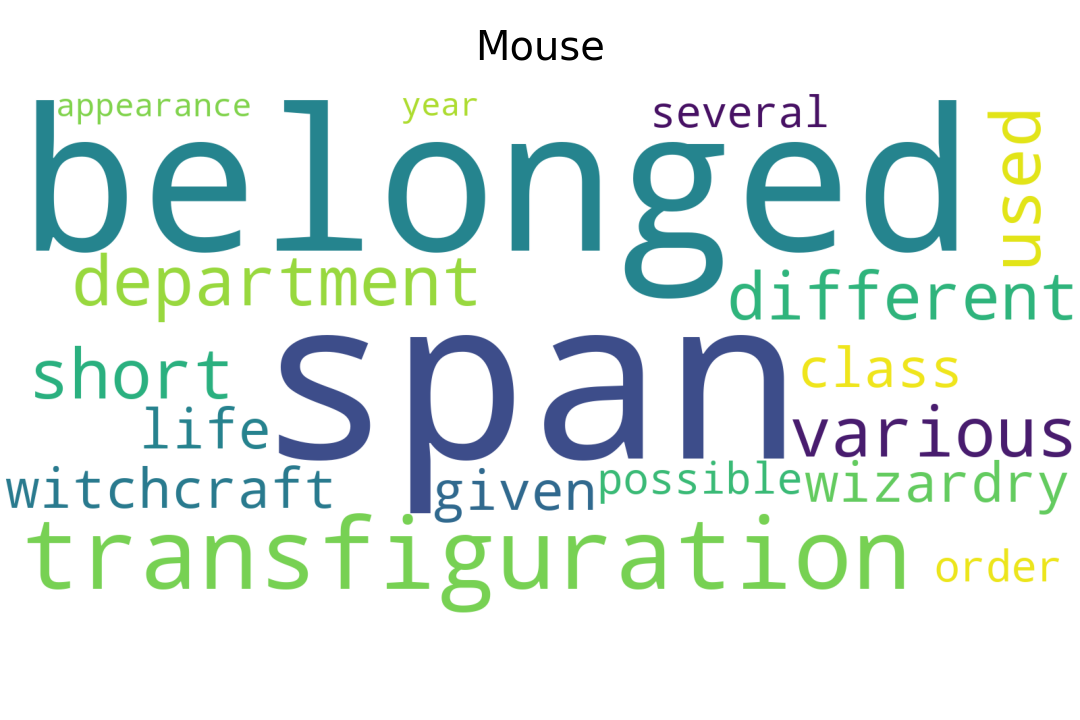 Mouse
appearance year several
belonged used
department different
short span class
life various
witchcraft given possible wizardry
transfiguration order